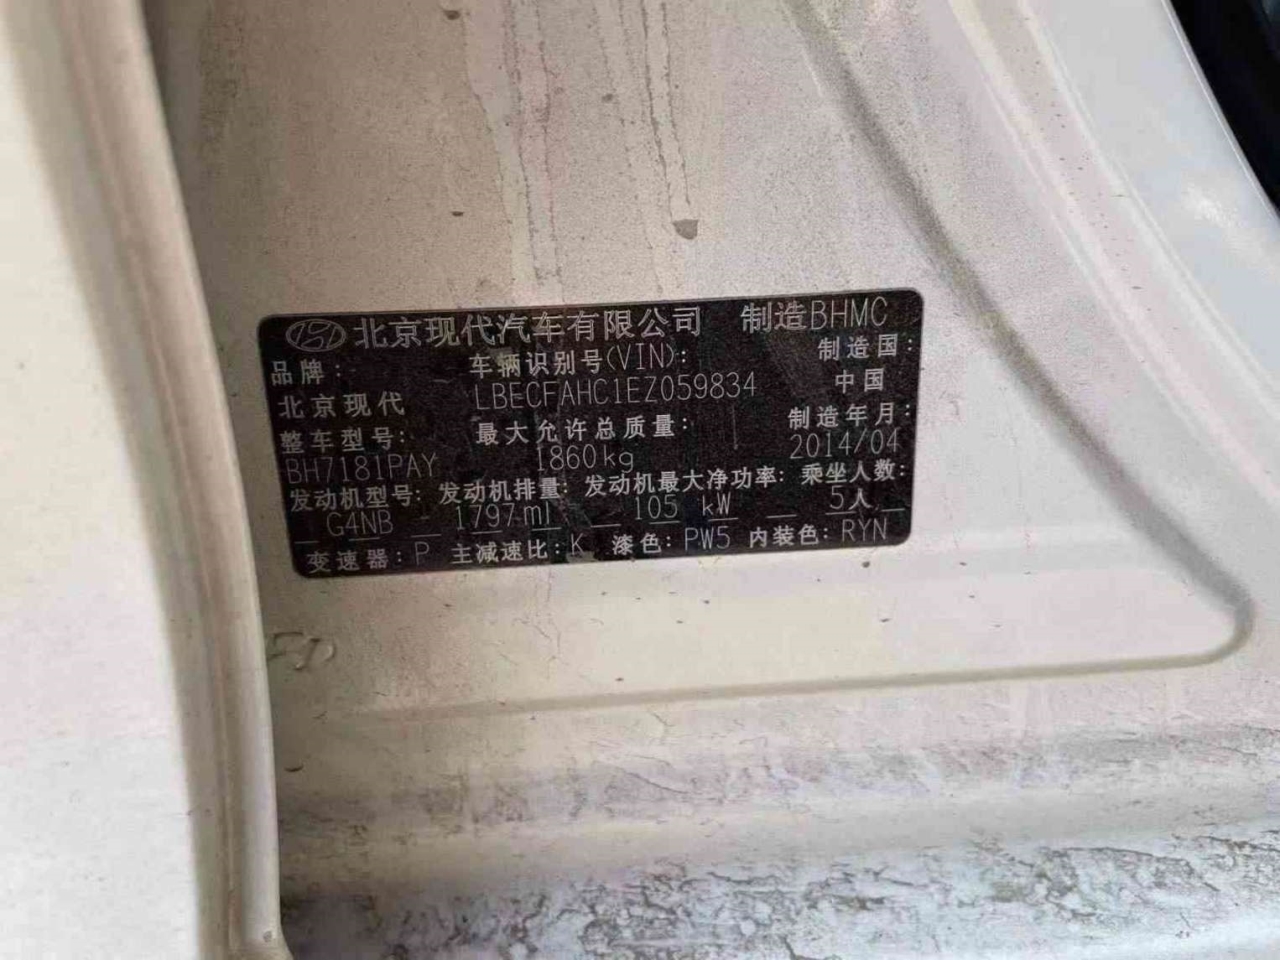 北京现代汽车有限公司 制造BHMC
品牌: 车辆识别号(VIN): 制造国:
北京现代 LBECFAHC1EZ059834 中国
整车型号: 最大允许总质量: 制造年月:
BH7181PAY 1860kg 2014/04
发动机型号: 发动机排量: 发动机最大净功率: 乘坐人数:
G4NB 1797ml 105 kW 5人
变速器: P 主减速比: K 漆色: PW5 内装色: RYN